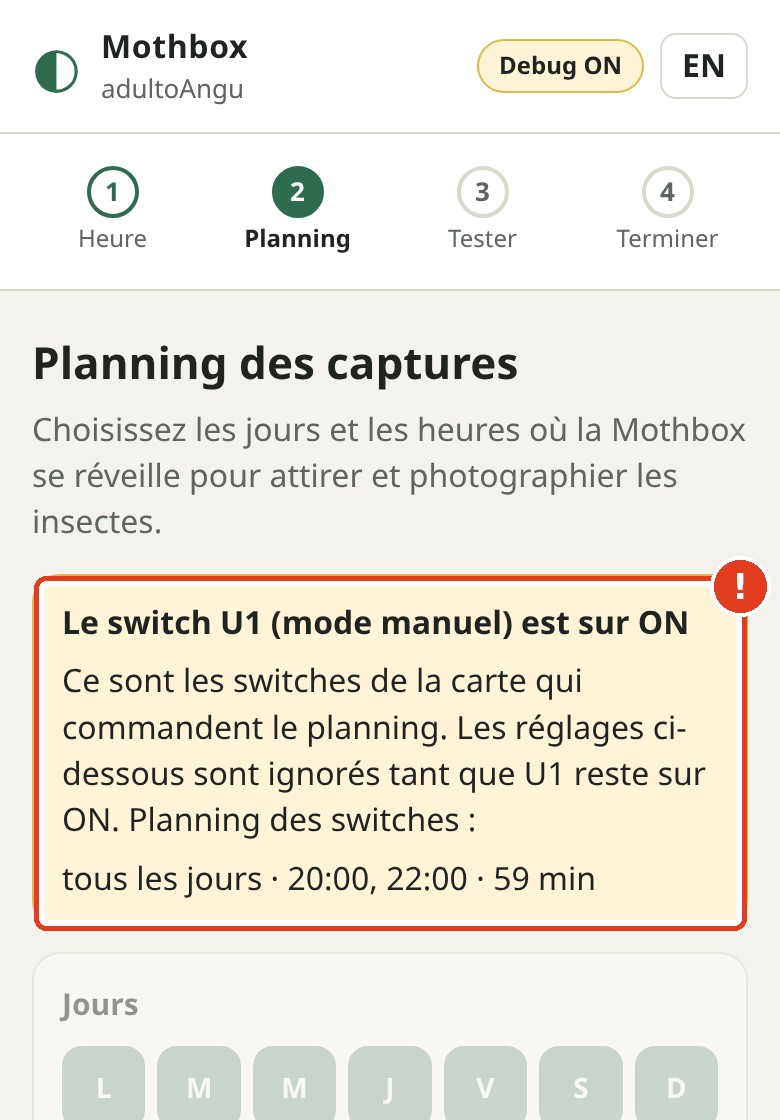 Mothbox
adultoAngu
Debug ON
EN
1
2
3
4
Heure
Planning
Tester
Terminer
Planning des captures
Choisissez les jours et les heures où la Mothbox
se réveille pour attirer et photographier les
insectes.
!
Le switch U1 (mode manuel) est sur ON
Ce sont les switches de la carte qui
commandent le planning. Les réglages ci-
dessous sont ignorés tant que U1 reste sur
ON. Planning des switches :
tous les jours · 20:00, 22:00 · 59 min
Jours
L M M J V S D